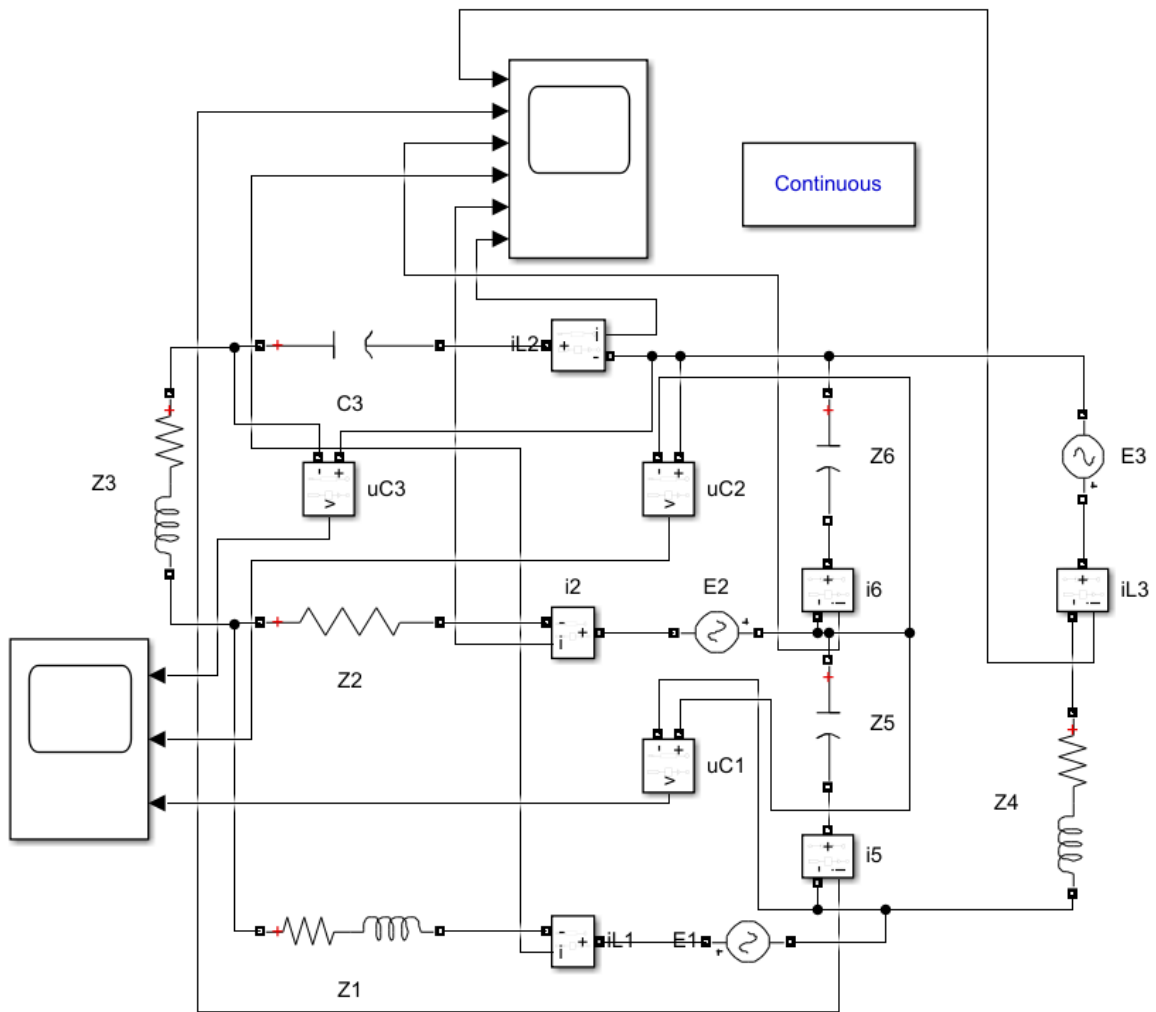 Continuous
i
iL2
+
-
+
C3
+
Z3
- +
v
uC3
- +
v
uC2
+
Z6
E3
+
i2
E2
+
- i
i6
+
- i
iL3
+
Z2
-
i
+
+
+
Z5
- +
v
uC1
+
Z4
+
- i
i5
+
Z1
-
i
+
iL1
E1
+